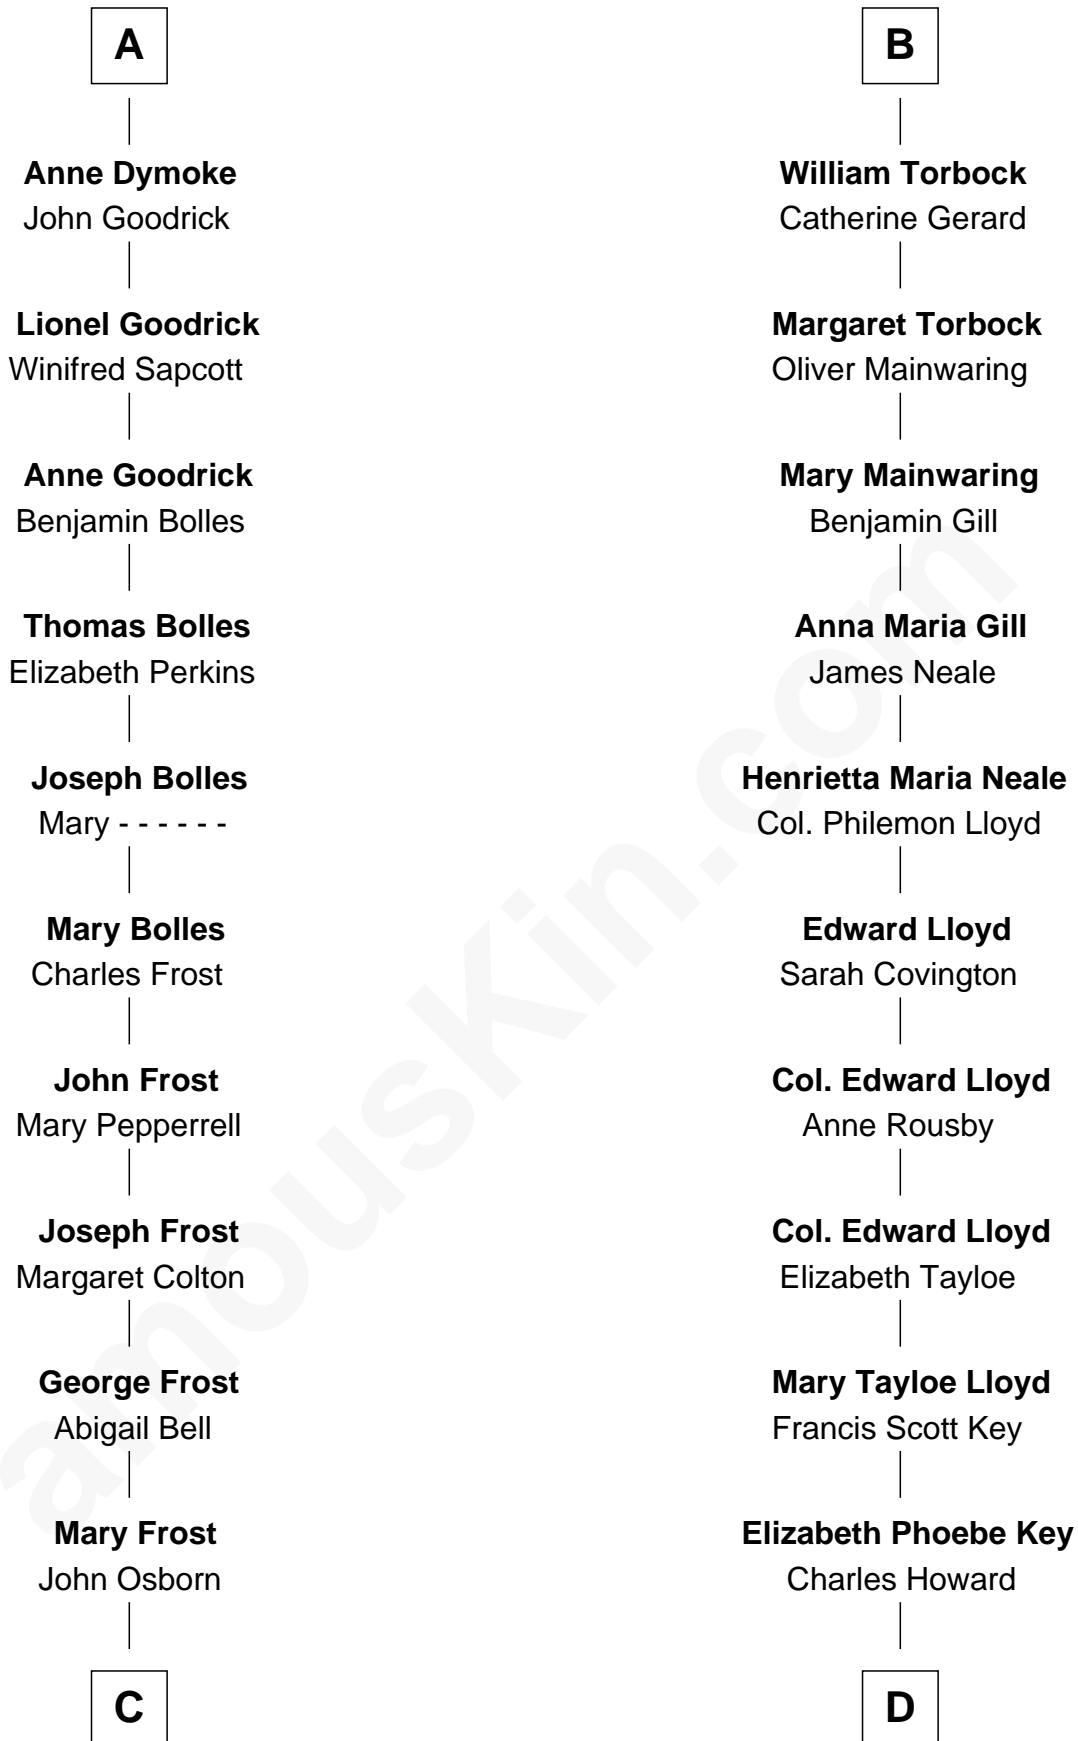 A
Anne Dymoke
John Goodrick
Lionel Goodrick
Winifred Sapcott
Anne Goodrick
Benjamin Bolles
Thomas Bolles
Elizabeth Perkins
Joseph Bolles
Mary - - - - - -
Mary Bolles
Charles Frost
John Frost
Mary Pepperrell
Joseph Frost
Margaret Colton
George Frost
Abigail Bell
Mary Frost
John Osborn
C
B
William Torbock
Catherine Gerard
Margaret Torbock
Oliver Mainwaring
Mary Mainwaring
Benjamin Gill
Anna Maria Gill
James Neale
Henrietta Maria Neale
Col. Philemon Lloyd
Edward Lloyd
Sarah Covington
Col. Edward Lloyd
Anne Rousby
Col. Edward Lloyd
Elizabeth Tayloe
Mary Tayloe Lloyd
Francis Scott Key
Elizabeth Phoebe Key
Charles Howard
D
amousKin.com